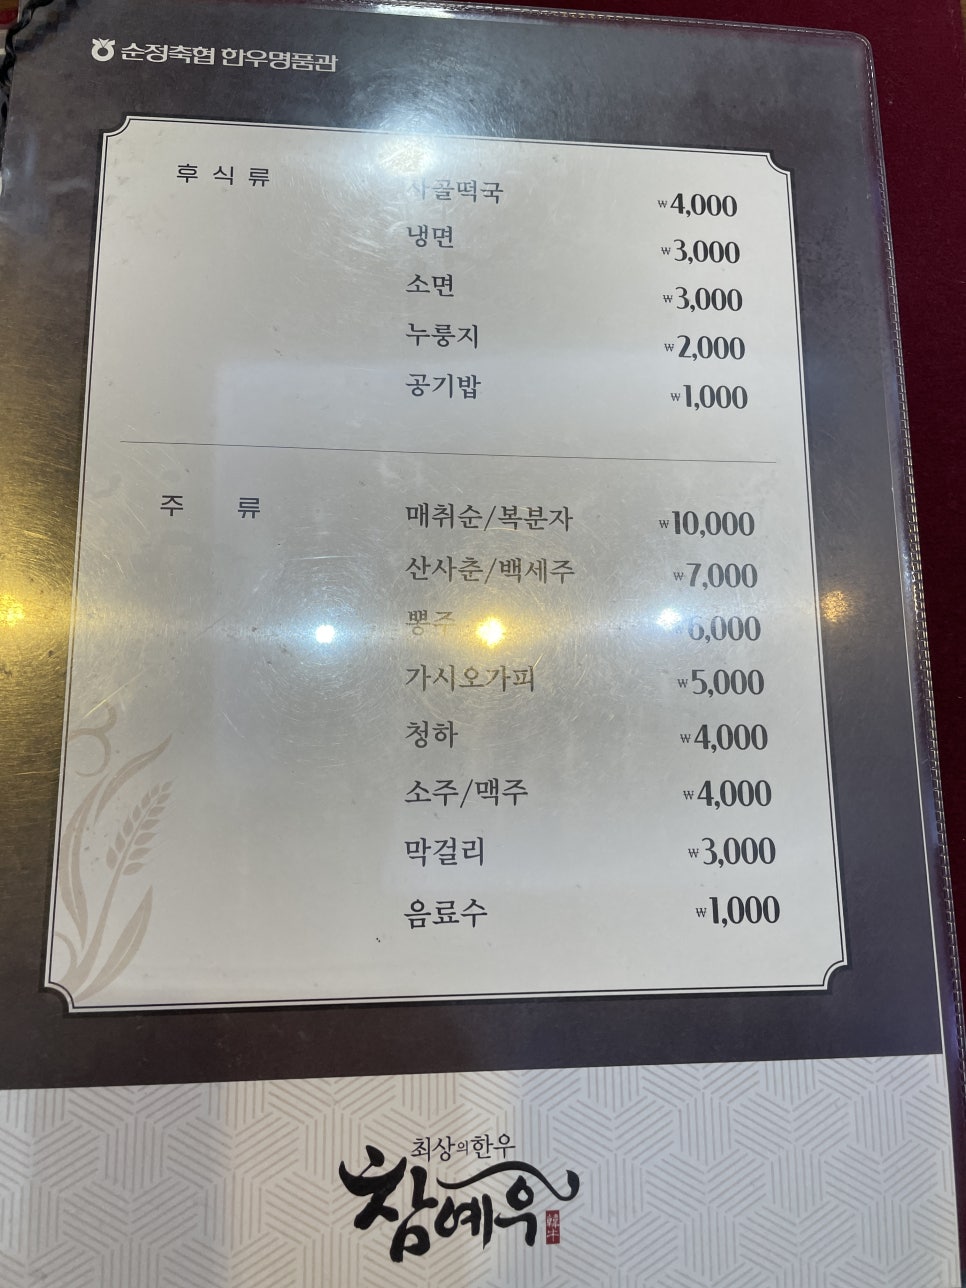 순정축협 한우명품관
후식류
사골떡국 ₩4,000
냉면 ₩3,000
소면 ₩3,000
누룽지 ₩2,000
공기밥 ₩1,000
주류
매취순/복분자 ₩10,000
산사춘/백세주 ₩7,000
뽕주 ₩6,000
가시오가피 ₩5,000
청하 ₩4,000
소주/맥주 ₩4,000
막걸리 ₩3,000
음료수 ₩1,000
최상의한우
참예우
韓牛